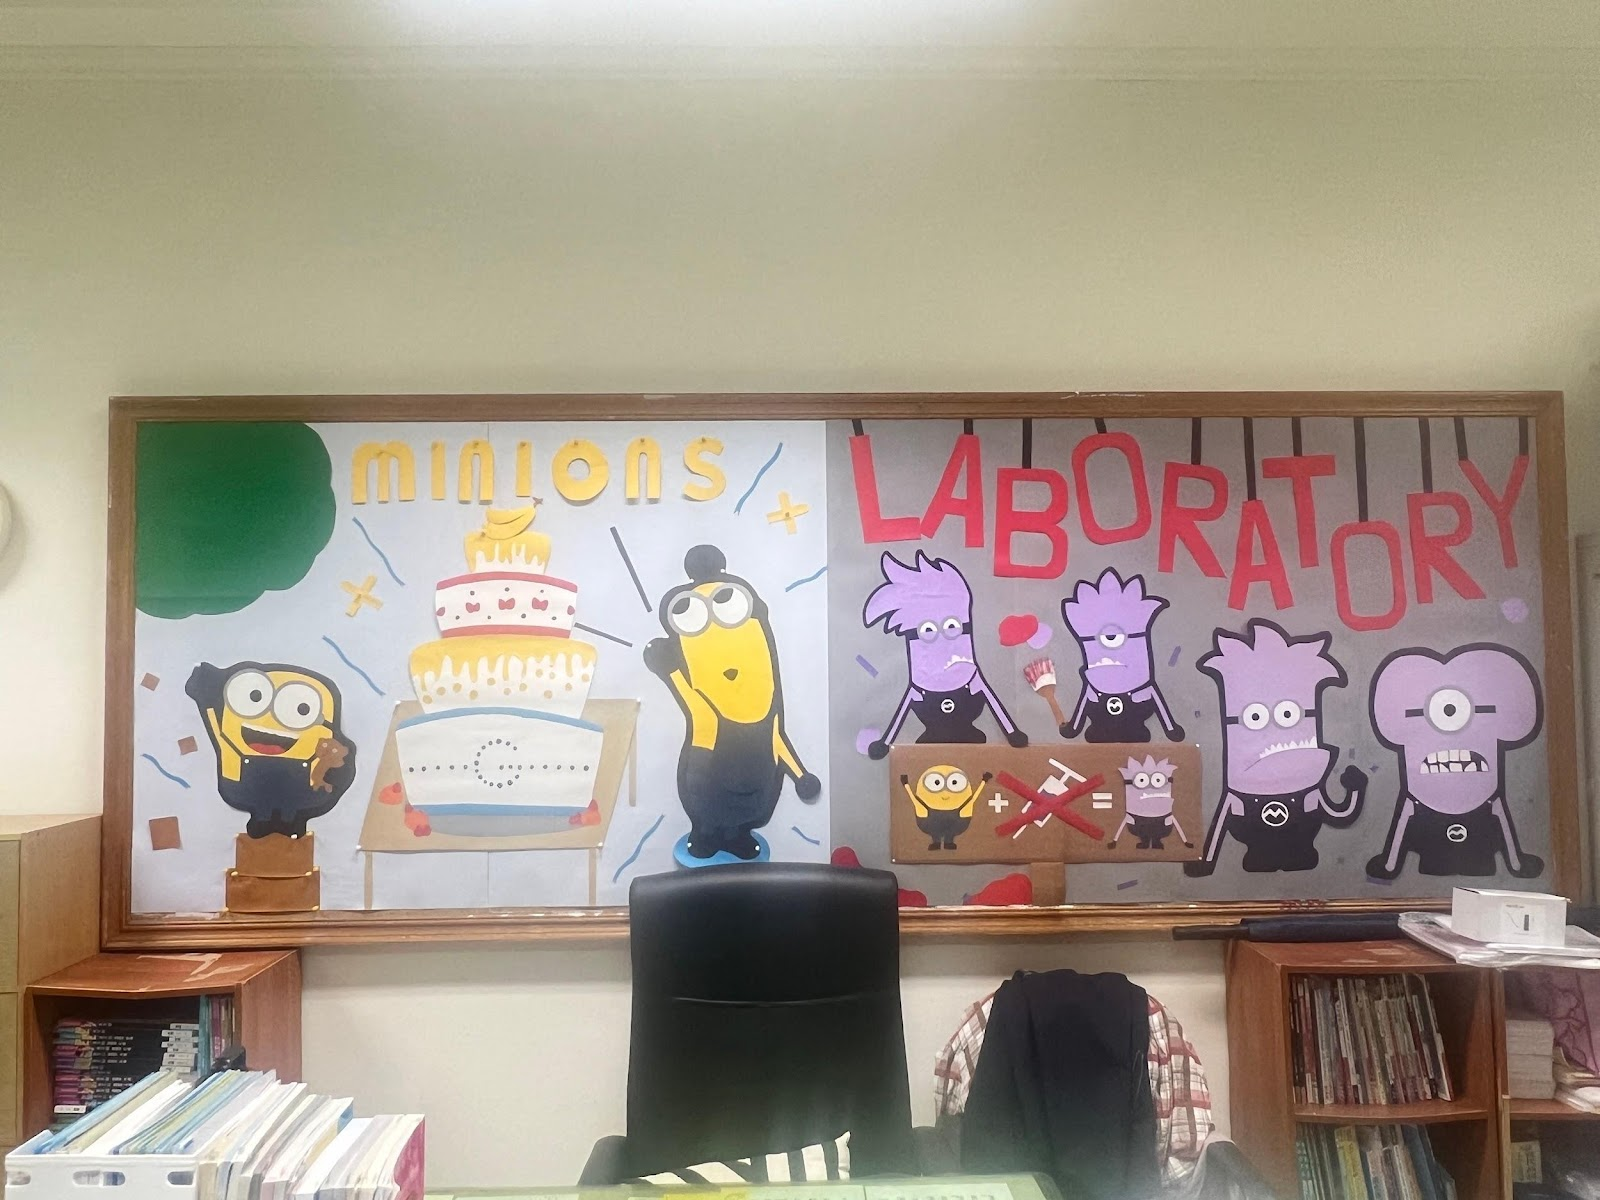 MINIONS
LABORATORY
G
+ =